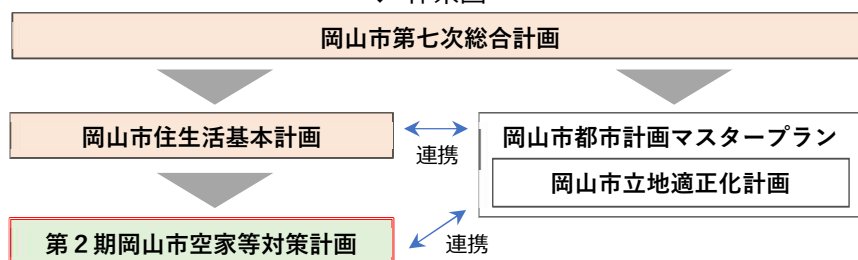 岡山市第七次総合計画
岡山市住生活基本計画
連携
岡山市都市計画マスタープラン
岡山市立地適正化計画
第２期岡山市空家等対策計画
連携